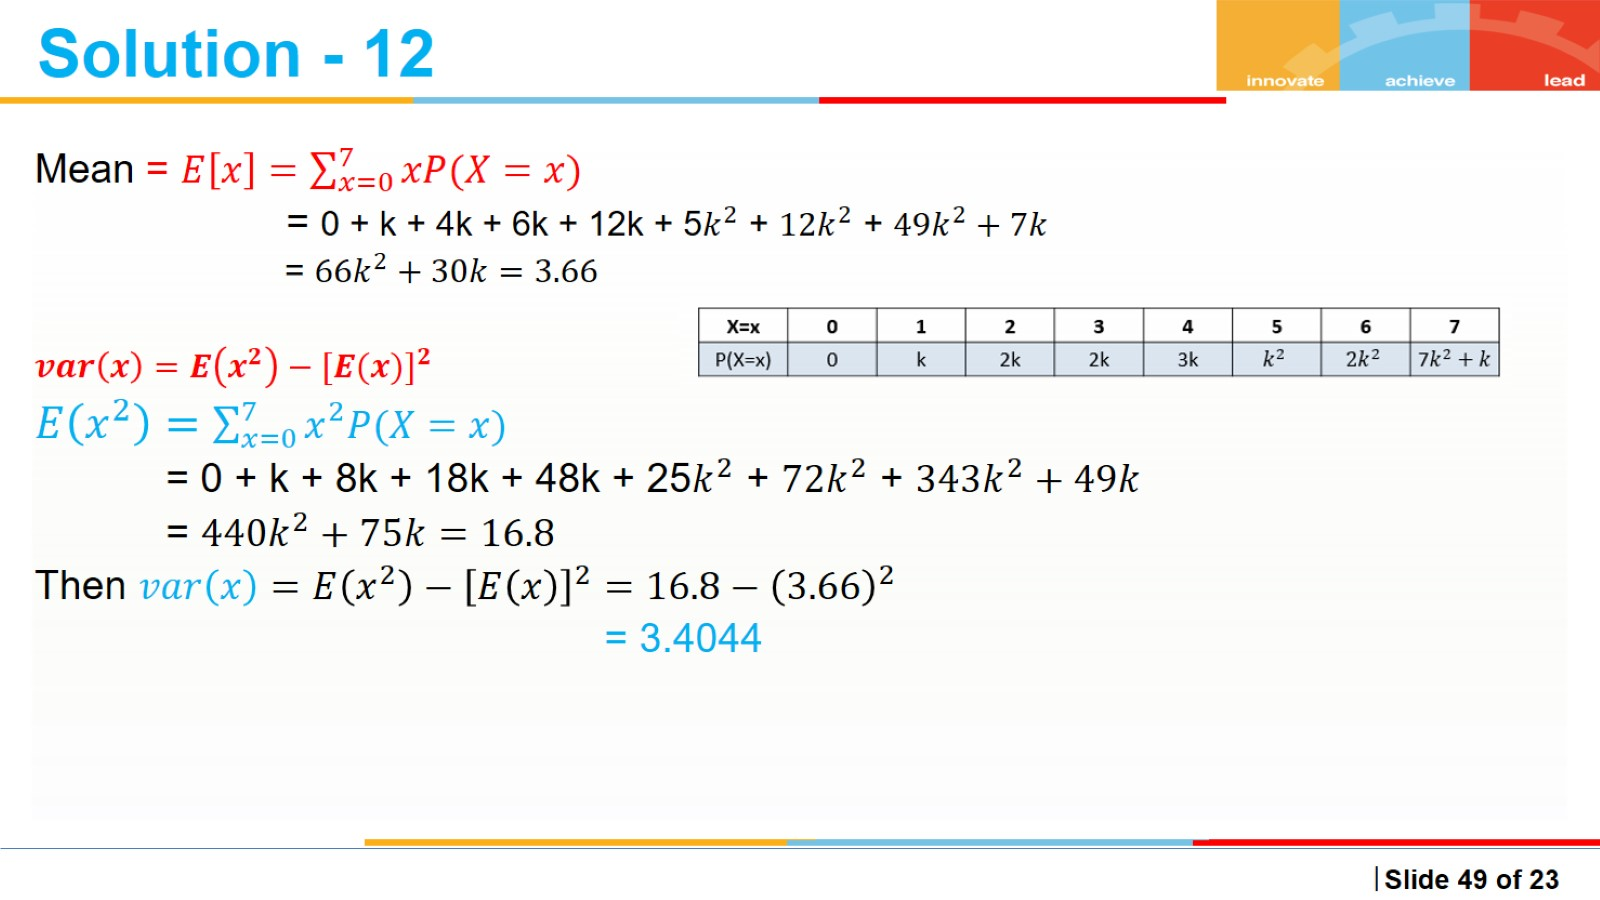 Solution - 12
innovate achieve lead
Mean = E[x] = ∑_{x=0}^{7} xP(X = x)
= 0 + k + 4k + 6k + 12k + 5k² + 12k² + 49k² + 7k
= 66k² + 30k = 3.66
X=x 0 1 2 3 4 5 6 7
P(X=x) 0 k 2k 2k 3k k² 2k² 7k² + k
var(x) = E(x²) − [E(x)]²
E(x²) = ∑_{x=0}^{7} x²P(X = x)
= 0 + k + 8k + 18k + 48k + 25k² + 72k² + 343k² + 49k
= 440k² + 75k = 16.8
Then var(x) = E(x²) − [E(x)]² = 16.8 − (3.66)²
= 3.4044
Slide 49 of 23